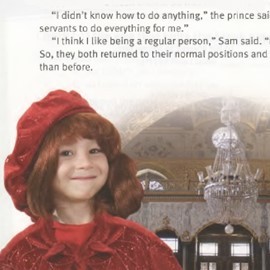 “I didn’t know how to do anything,” the prince sai
servants to do everything for me.”
“I think I like being a regular person,” Sam said. “
So, they both returned to their normal positions and
than before.